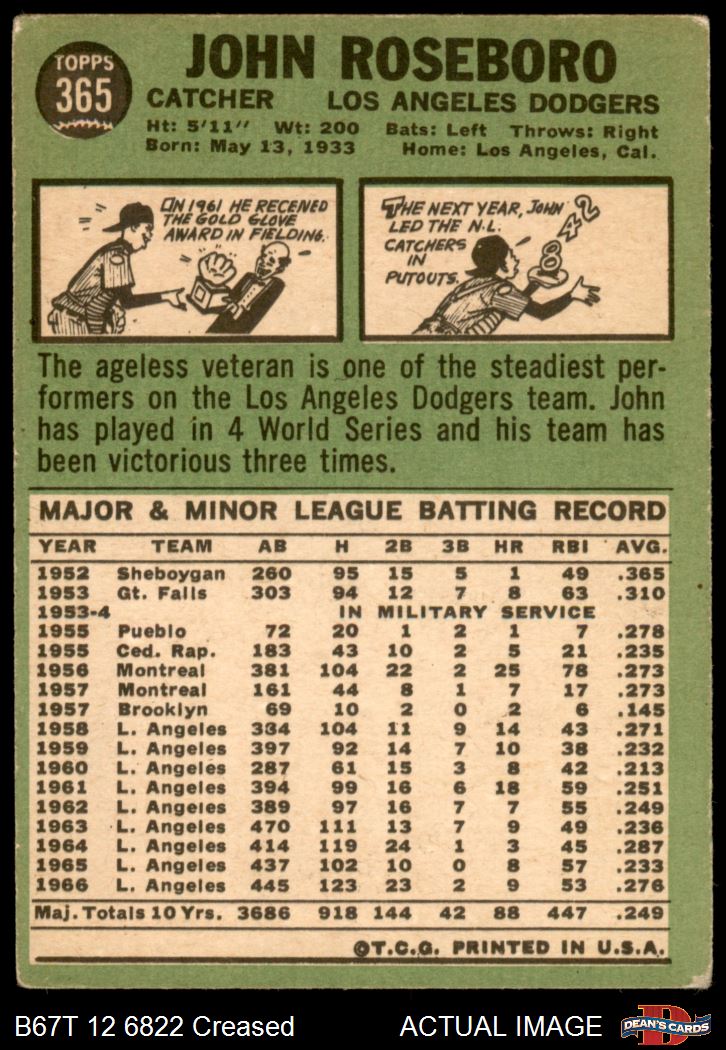 TOPPS
365
JOHN ROSEBORO
CATCHER LOS ANGELES DODGERS
Ht: 5'11" Wt: 200 Bats: Left Throws: Right
Born: May 13, 1933 Home: Los Angeles, Cal.
IN 1961 HE RECEIVED
THE GOLD GLOVE
AWARD IN FIELDING.
THE NEXT YEAR, JOHN
LED THE N.L.
CATCHERS
IN
PUTOUTS.
842
The ageless veteran is one of the steadiest per-
formers on the Los Angeles Dodgers team. John
has played in 4 World Series and his team has
been victorious three times.
MAJOR & MINOR LEAGUE BATTING RECORD
YEAR TEAM AB H 2B 3B HR RBI AVG.
1952 Sheboygan 260 95 15 5 1 49 .365
1953 Gt. Falls 303 94 12 7 8 63 .310
1953-4 IN MILITARY SERVICE
1955 Pueblo 72 20 1 2 1 7 .278
1955 Ced. Rap. 183 43 10 2 5 21 .235
1956 Montreal 381 104 22 2 25 78 .273
1957 Montreal 161 44 8 1 7 17 .273
1957 Brooklyn 69 10 2 0 2 6 .145
1958 L. Angeles 384 104 11 9 14 43 .271
1959 L. Angeles 397 92 14 7 10 38 .232
1960 L. Angeles 287 61 15 3 8 42 .213
1961 L. Angeles 394 99 16 6 18 59 .251
1962 L. Angeles 389 97 16 7 7 55 .249
1963 L. Angeles 470 111 13 7 9 49 .236
1964 L. Angeles 414 119 24 1 3 45 .287
1965 L. Angeles 437 102 10 0 8 57 .233
1966 L. Angeles 445 123 23 2 9 53 .276
Maj. Totals 10 Yrs. 3686 918 144 42 88 447 .249
©T.C.G. PRINTED IN U.S.A.
B67T 12 6822 Creased ACTUAL IMAGE
D
DEAN'S CARDS